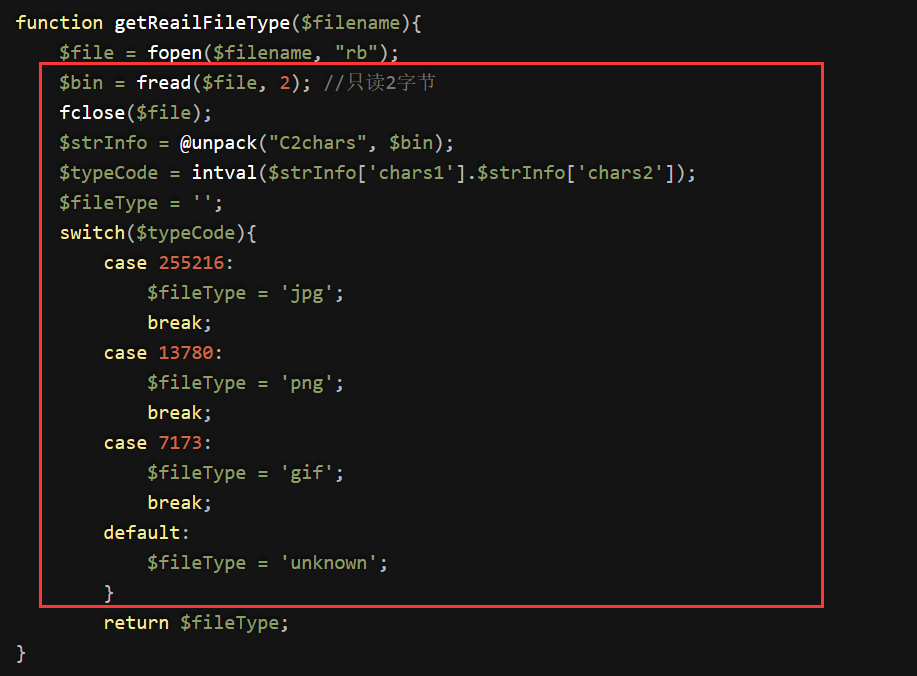 function getReailFileType($filename){
    $file = fopen($filename, "rb");
    $bin = fread($file, 2); //只读2字节
    fclose($file);
    $strInfo = @unpack("C2chars", $bin);
    $typeCode = intval($strInfo['chars1'].$strInfo['chars2']);
    $fileType = '';
    switch($typeCode){
        case 255216:
            $fileType = 'jpg';
            break;
        case 13780:
            $fileType = 'png';
            break;
        case 7173:
            $fileType = 'gif';
            break;
        default:
            $fileType = 'unknown';
        }
        return $fileType;
}